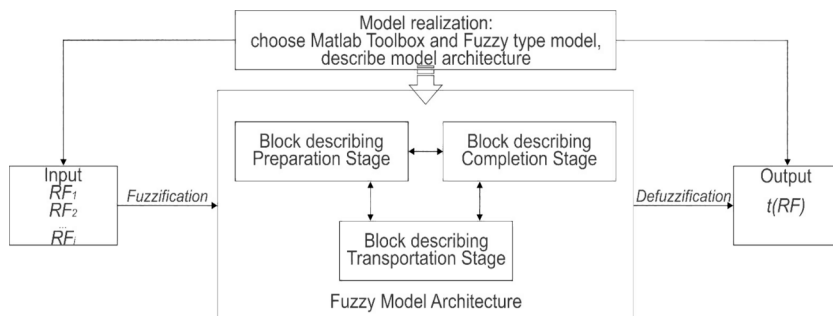 Model realization:
choose Matlab Toolbox and Fuzzy type model,
describe model architecture
Input
RF1
RF2
...
RFi
Fuzzification
Block describing
Preparation Stage
Block describing
Completion Stage
Block describing
Transportation Stage
Fuzzy Model Architecture
Defuzzification
Output
t(RF)